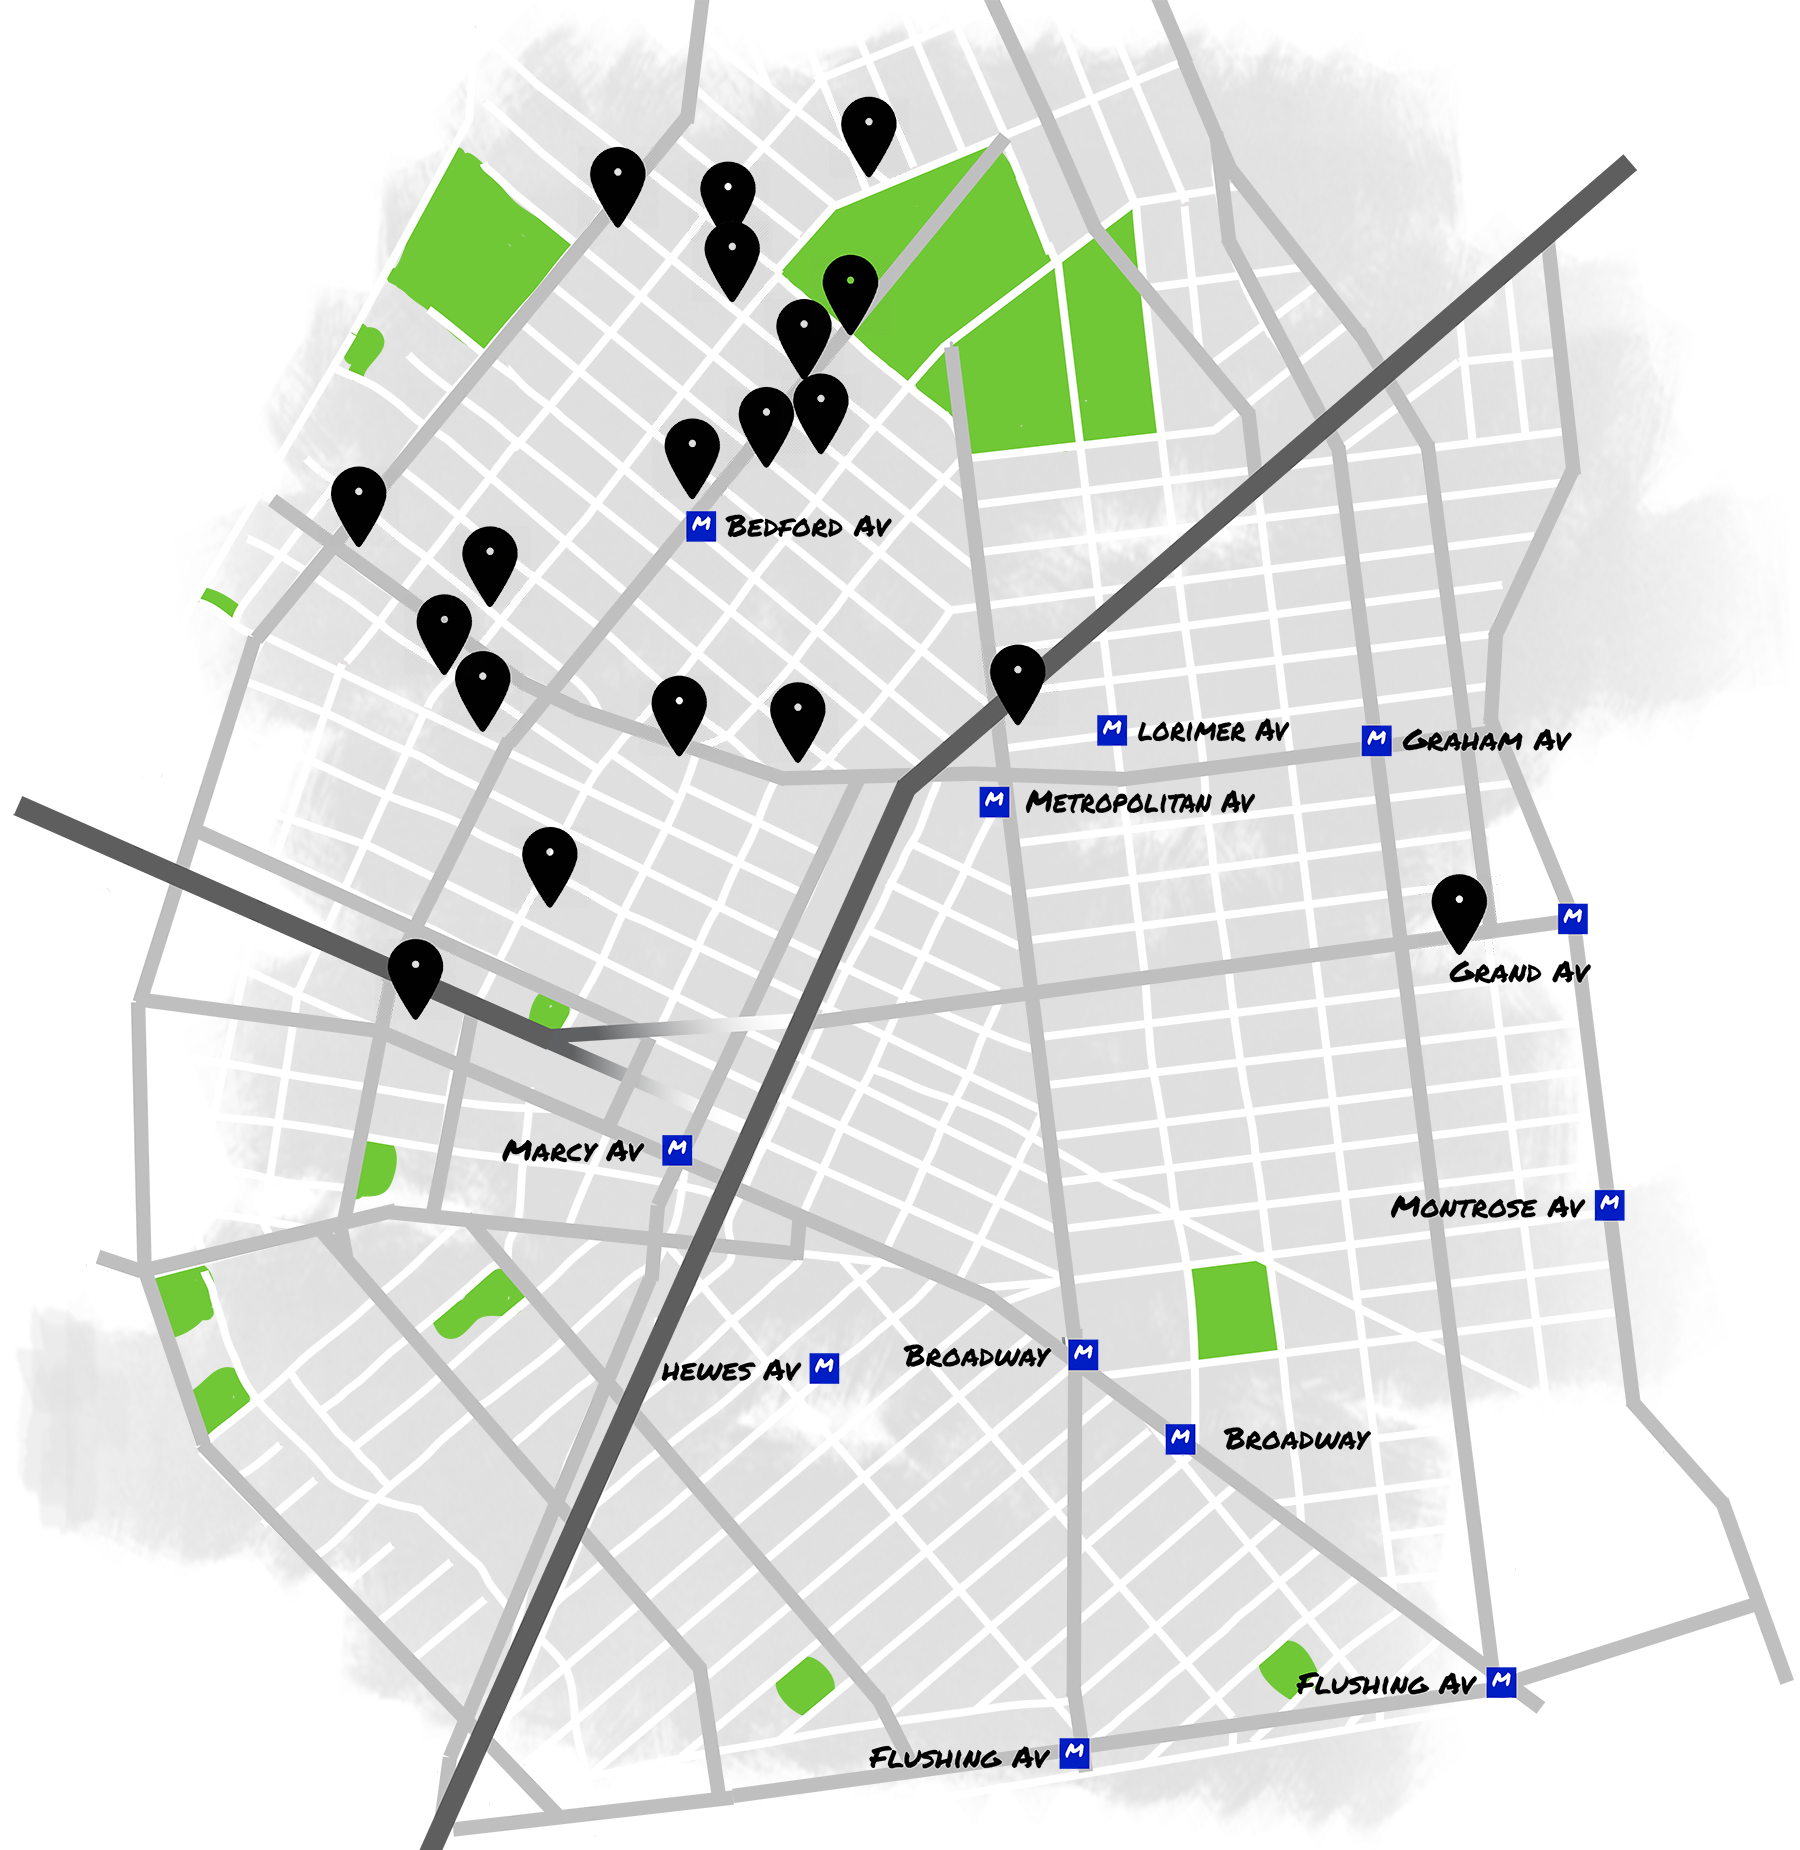 M Bedford Av
M Lorimer Av
M Graham Av
M Metropolitan Av
M
Grand Av
Marcy Av M
Montrose Av M
Hewes Av M
Broadway M
M Broadway
Flushing Av M
Flushing Av M